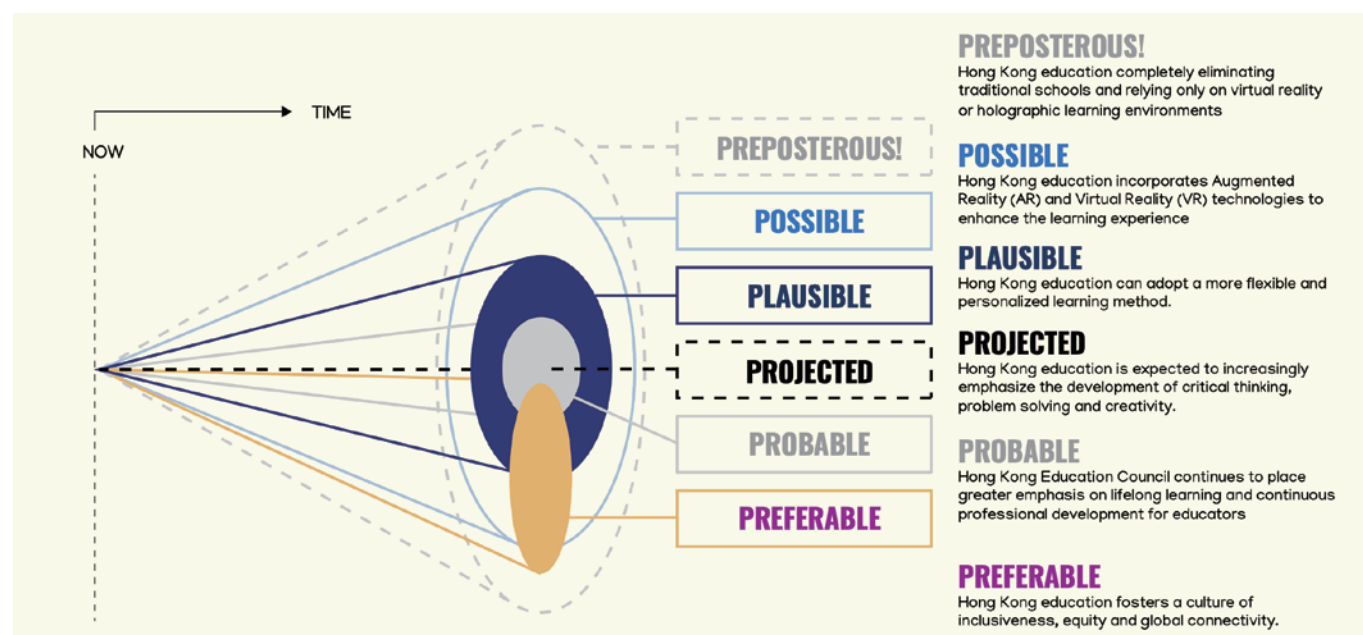 TIME
NOW
PREPOSTEROUS!
POSSIBLE
PLAUSIBLE
PROJECTED
PROBABLE
PREFERABLE
PREPOSTEROUS!
Hong Kong education completely eliminating
traditional schools and relying only on virtual reality
or holographic learning environments
POSSIBLE
Hong Kong education incorporates Augmented
Reality (AR) and Virtual Reality (VR) technologies to
enhance the learning experience
PLAUSIBLE
Hong Kong education can adopt a more flexible and
personalized learning method.
PROJECTED
Hong Kong education is expected to increasingly
emphasize the development of critical thinking,
problem solving and creativity.
PROBABLE
Hong Kong Education Council continues to place
greater emphasis on lifelong learning and continuous
professional development for educators
PREFERABLE
Hong Kong education fosters a culture of
inclusiveness, equity and global connectivity.